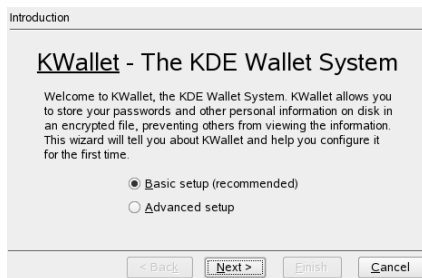 Introduction
KWallet - The KDE Wallet System
Welcome to KWallet, the KDE Wallet System. KWallet allows you
to store your passwords and other personal information on disk in
an encrypted file, preventing others from viewing the information.
This wizard will tell you about KWallet and help you configure it
for the first time.
Basic setup (recommended)
Advanced setup
< Back Next > Finish Cancel